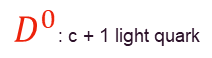 D⁰ : c + 1 light quark